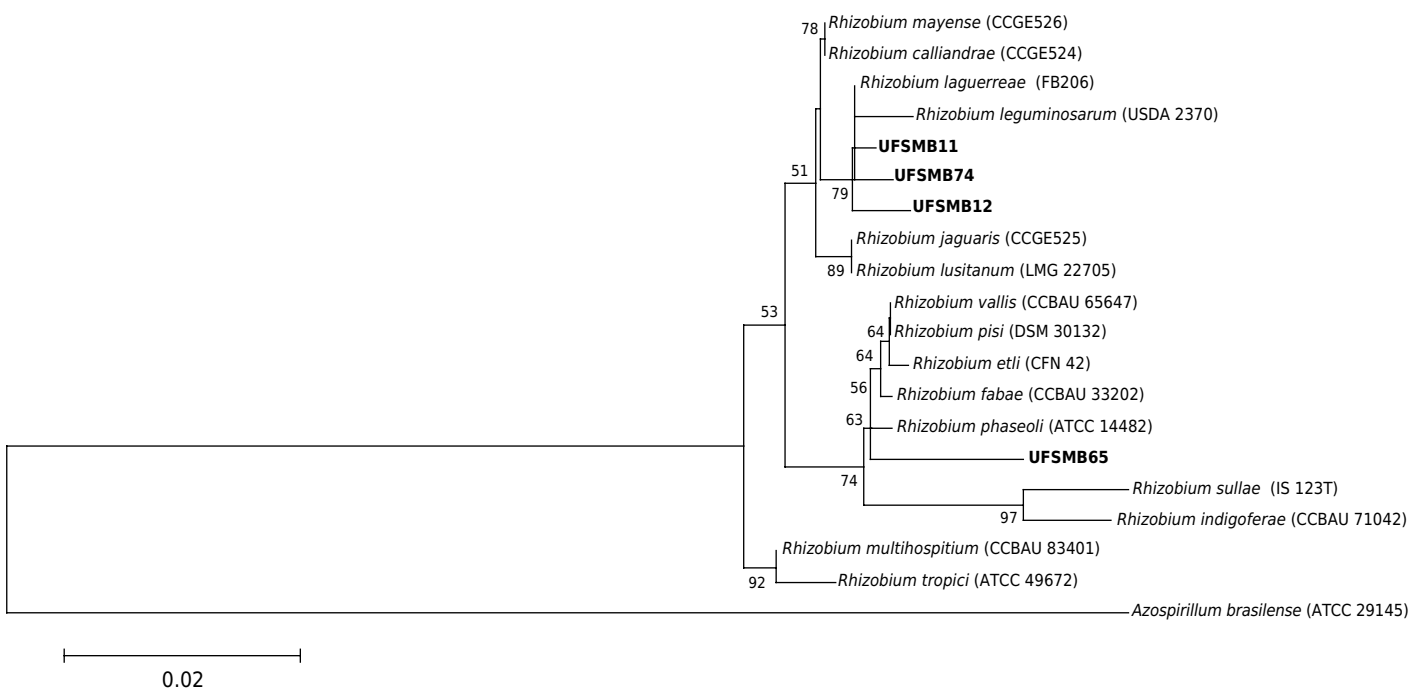 78
Rhizobium mayense (CCGE526)
Rhizobium calliandrae (CCGE524)
Rhizobium laguerreae (FB206)
Rhizobium leguminosarum (USDA 2370)
UFSMB11
51
UFSMB74
79
UFSMB12
Rhizobium jaguaris (CCGE525)
89
Rhizobium lusitanum (LMG 22705)
Rhizobium vallis (CCBAU 65647)
53
64
Rhizobium pisi (DSM 30132)
64
Rhizobium etli (CFN 42)
56
Rhizobium fabae (CCBAU 33202)
63
Rhizobium phaseoli (ATCC 14482)
UFSMB65
74
Rhizobium sullae (IS 123T)
97
Rhizobium indigoferae (CCBAU 71042)
Rhizobium multihospitium (CCBAU 83401)
92
Rhizobium tropici (ATCC 49672)
Azospirillum brasilense (ATCC 29145)
0.02